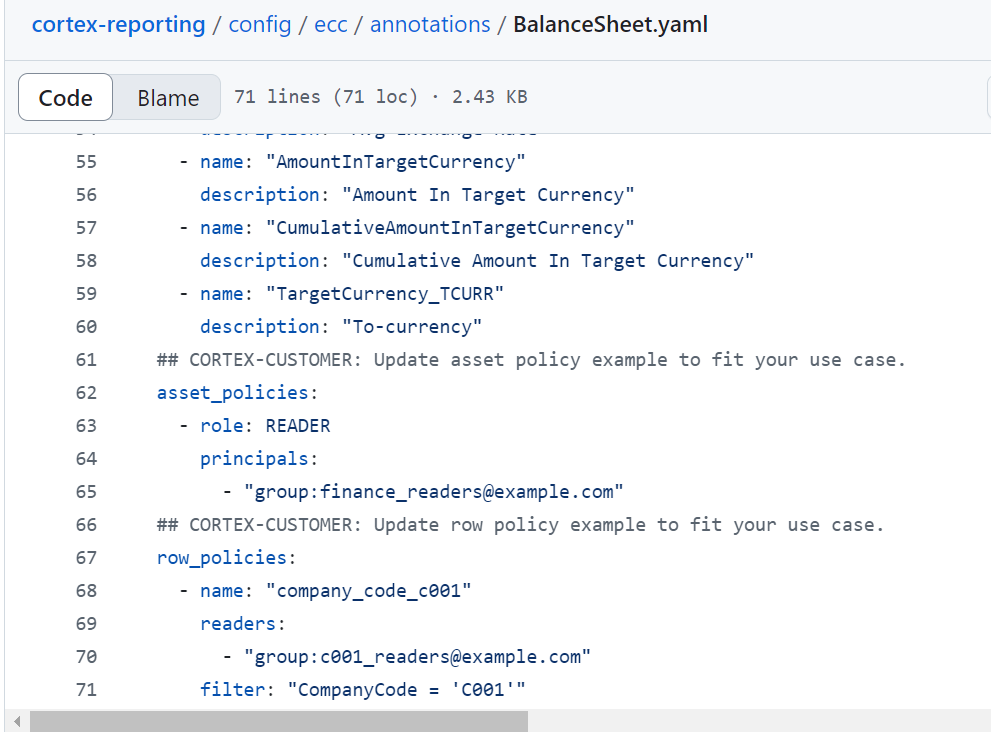 cortex-reporting / config / ecc / annotations / BalanceSheet.yaml
Code Blame 71 lines (71 loc) · 2.43 KB
55 - name: "AmountInTargetCurrency"
56 description: "Amount In Target Currency"
57 - name: "CumulativeAmountInTargetCurrency"
58 description: "Cumulative Amount In Target Currency"
59 - name: "TargetCurrency_TCURR"
60 description: "To-currency"
61 ## CORTEX-CUSTOMER: Update asset policy example to fit your use case.
62 asset_policies:
63 - role: READER
64 principals:
65 - "group:finance_readers@example.com"
66 ## CORTEX-CUSTOMER: Update row policy example to fit your use case.
67 row_policies:
68 - name: "company_code_c001"
69 readers:
70 - "group:c001_readers@example.com"
71 filter: "CompanyCode = 'C001'"